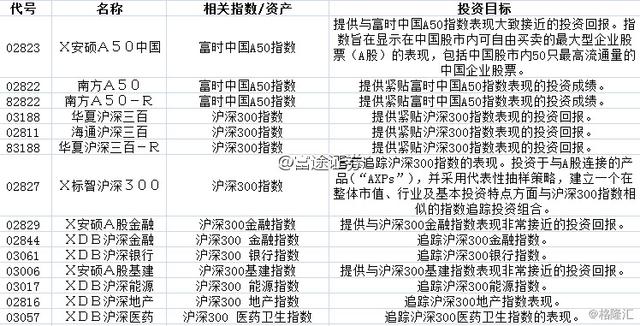 代号 名称 相关指数/资产 投资目标
提供与富时中国A50指数表现大致接近的投资回报。指
数旨在显示在中国股市内可自由买卖的最大型企业股
02823 X安硕A50中国 富时中国A50指数 票（A股）的表现，包括中国股市内50只最高流通量的
中国企业股票。
02822 南方A50 富时中国A50指数 提供紧贴富时中国A50指数表现的投资成绩。
82822 南方A50-R 富时中国A50指数 提供紧贴富时中国A50指数表现的投资成绩。
03188 华夏沪深三百 沪深300指数 提供紧贴沪深300指数表现的投资回报。
02811 海通沪深三百 沪深300指数 提供紧贴沪深300指数表现的投资回报。
83188 华夏沪深三百-R 沪深300指数 提供紧贴沪深300指数表现的投资回报。
追踪沪深300指数的表现。投资于与A股连接的产
02827 X标智沪深300 沪深300指数 品(“AXPs”)，并采用代表性抽样策略，建立一个在
整体市值、行业及基本投资特点方面与沪深300指数相
似的指数追踪投资组合。
02829 X安硕A股金融 沪深300金融指数 提供与沪深300金融指数表现非常接近的投资回报。
02844 XDB沪深金融 沪深300 金融指数 追踪沪深300金融指数的表现。
03061 XDB沪深银行 沪深300 银行指数 追踪沪深300银行指数的表现。
03006 X安硕A股基建 沪深300基建指数 提供与沪深300基建指数表现非常接近的投资回报。
03017 XDB沪深能源 沪深300 能源指数 追踪沪深300能源指数的表现。
02816 XDB沪深地产 沪深300 地产指数 追踪沪深300地产指数表现。
03057 XDB沪深医药 沪深300 医药卫生指数 追踪沪深300医药卫生指数的表现。
@富途证券
格隆汇